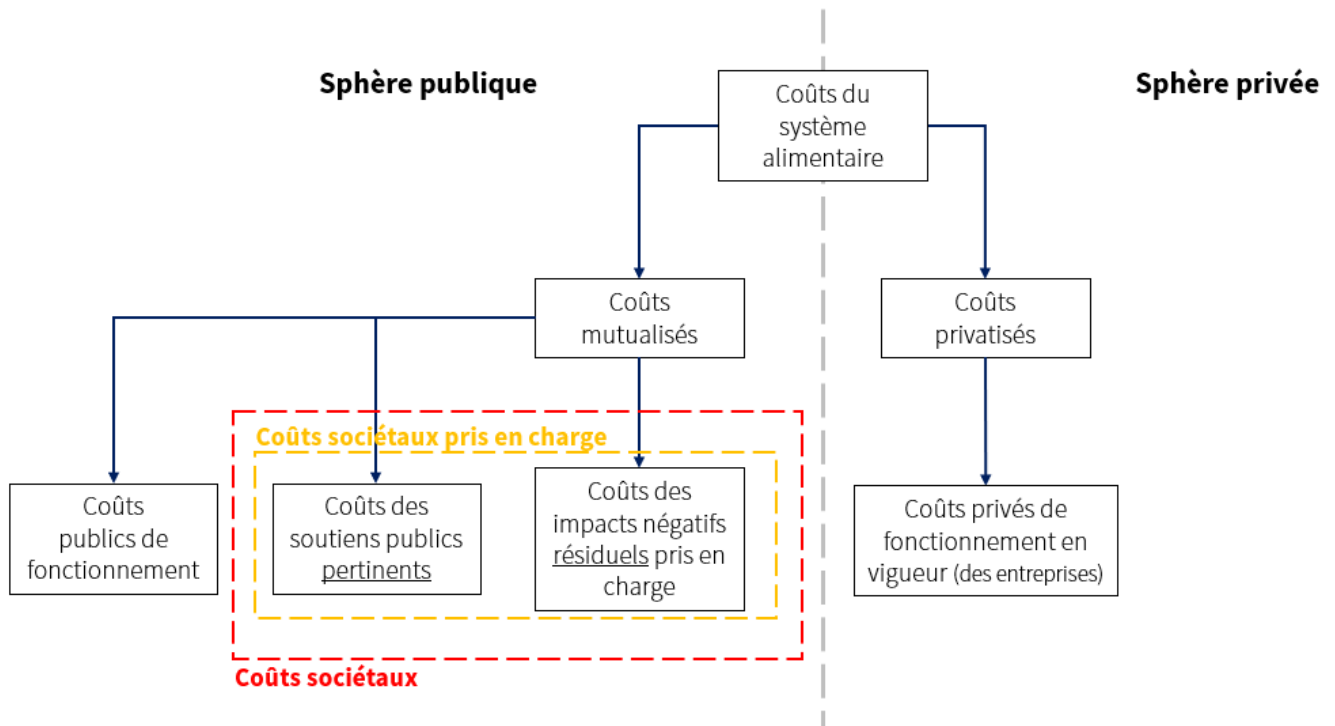 Sphère publique
Sphère privée
Coûts du
système
alimentaire
Coûts
mutualisés
Coûts
privatisés
Coûts sociétaux pris en charge
Coûts
publics de
fonctionnement
Coûts des
soutiens publics
pertinents
Coûts des
impacts négatifs
résiduels pris en
charge
Coûts privés de
fonctionnement en
vigueur (des entreprises)
Coûts sociétaux